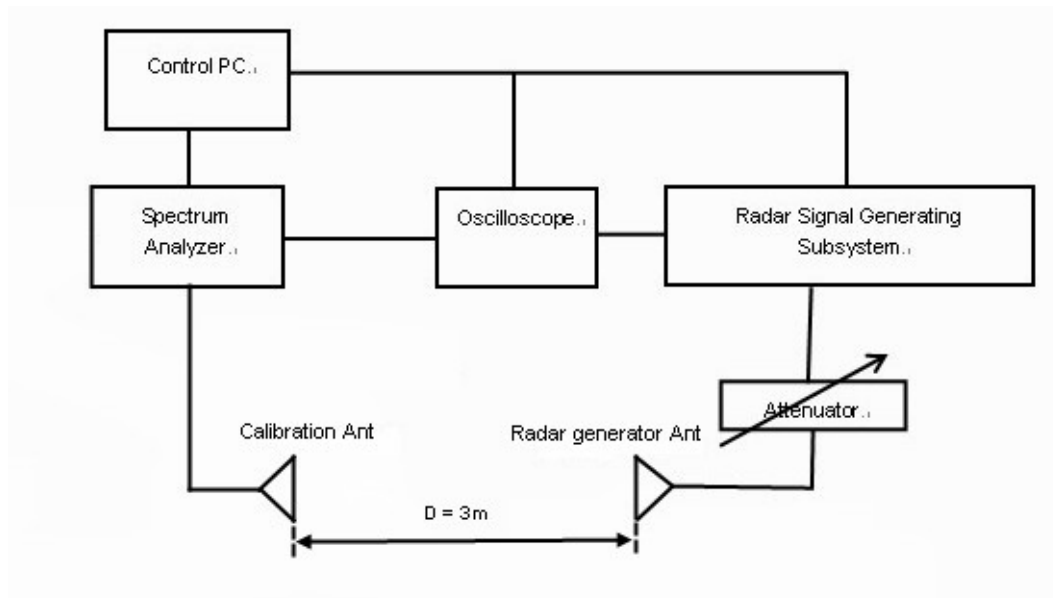 Control PC
Spectrum
Analyzer
Oscilloscope
Radar Signal Generating
Subsystem
Attenuator
Calibration Ant
Radar generator Ant
D = 3m